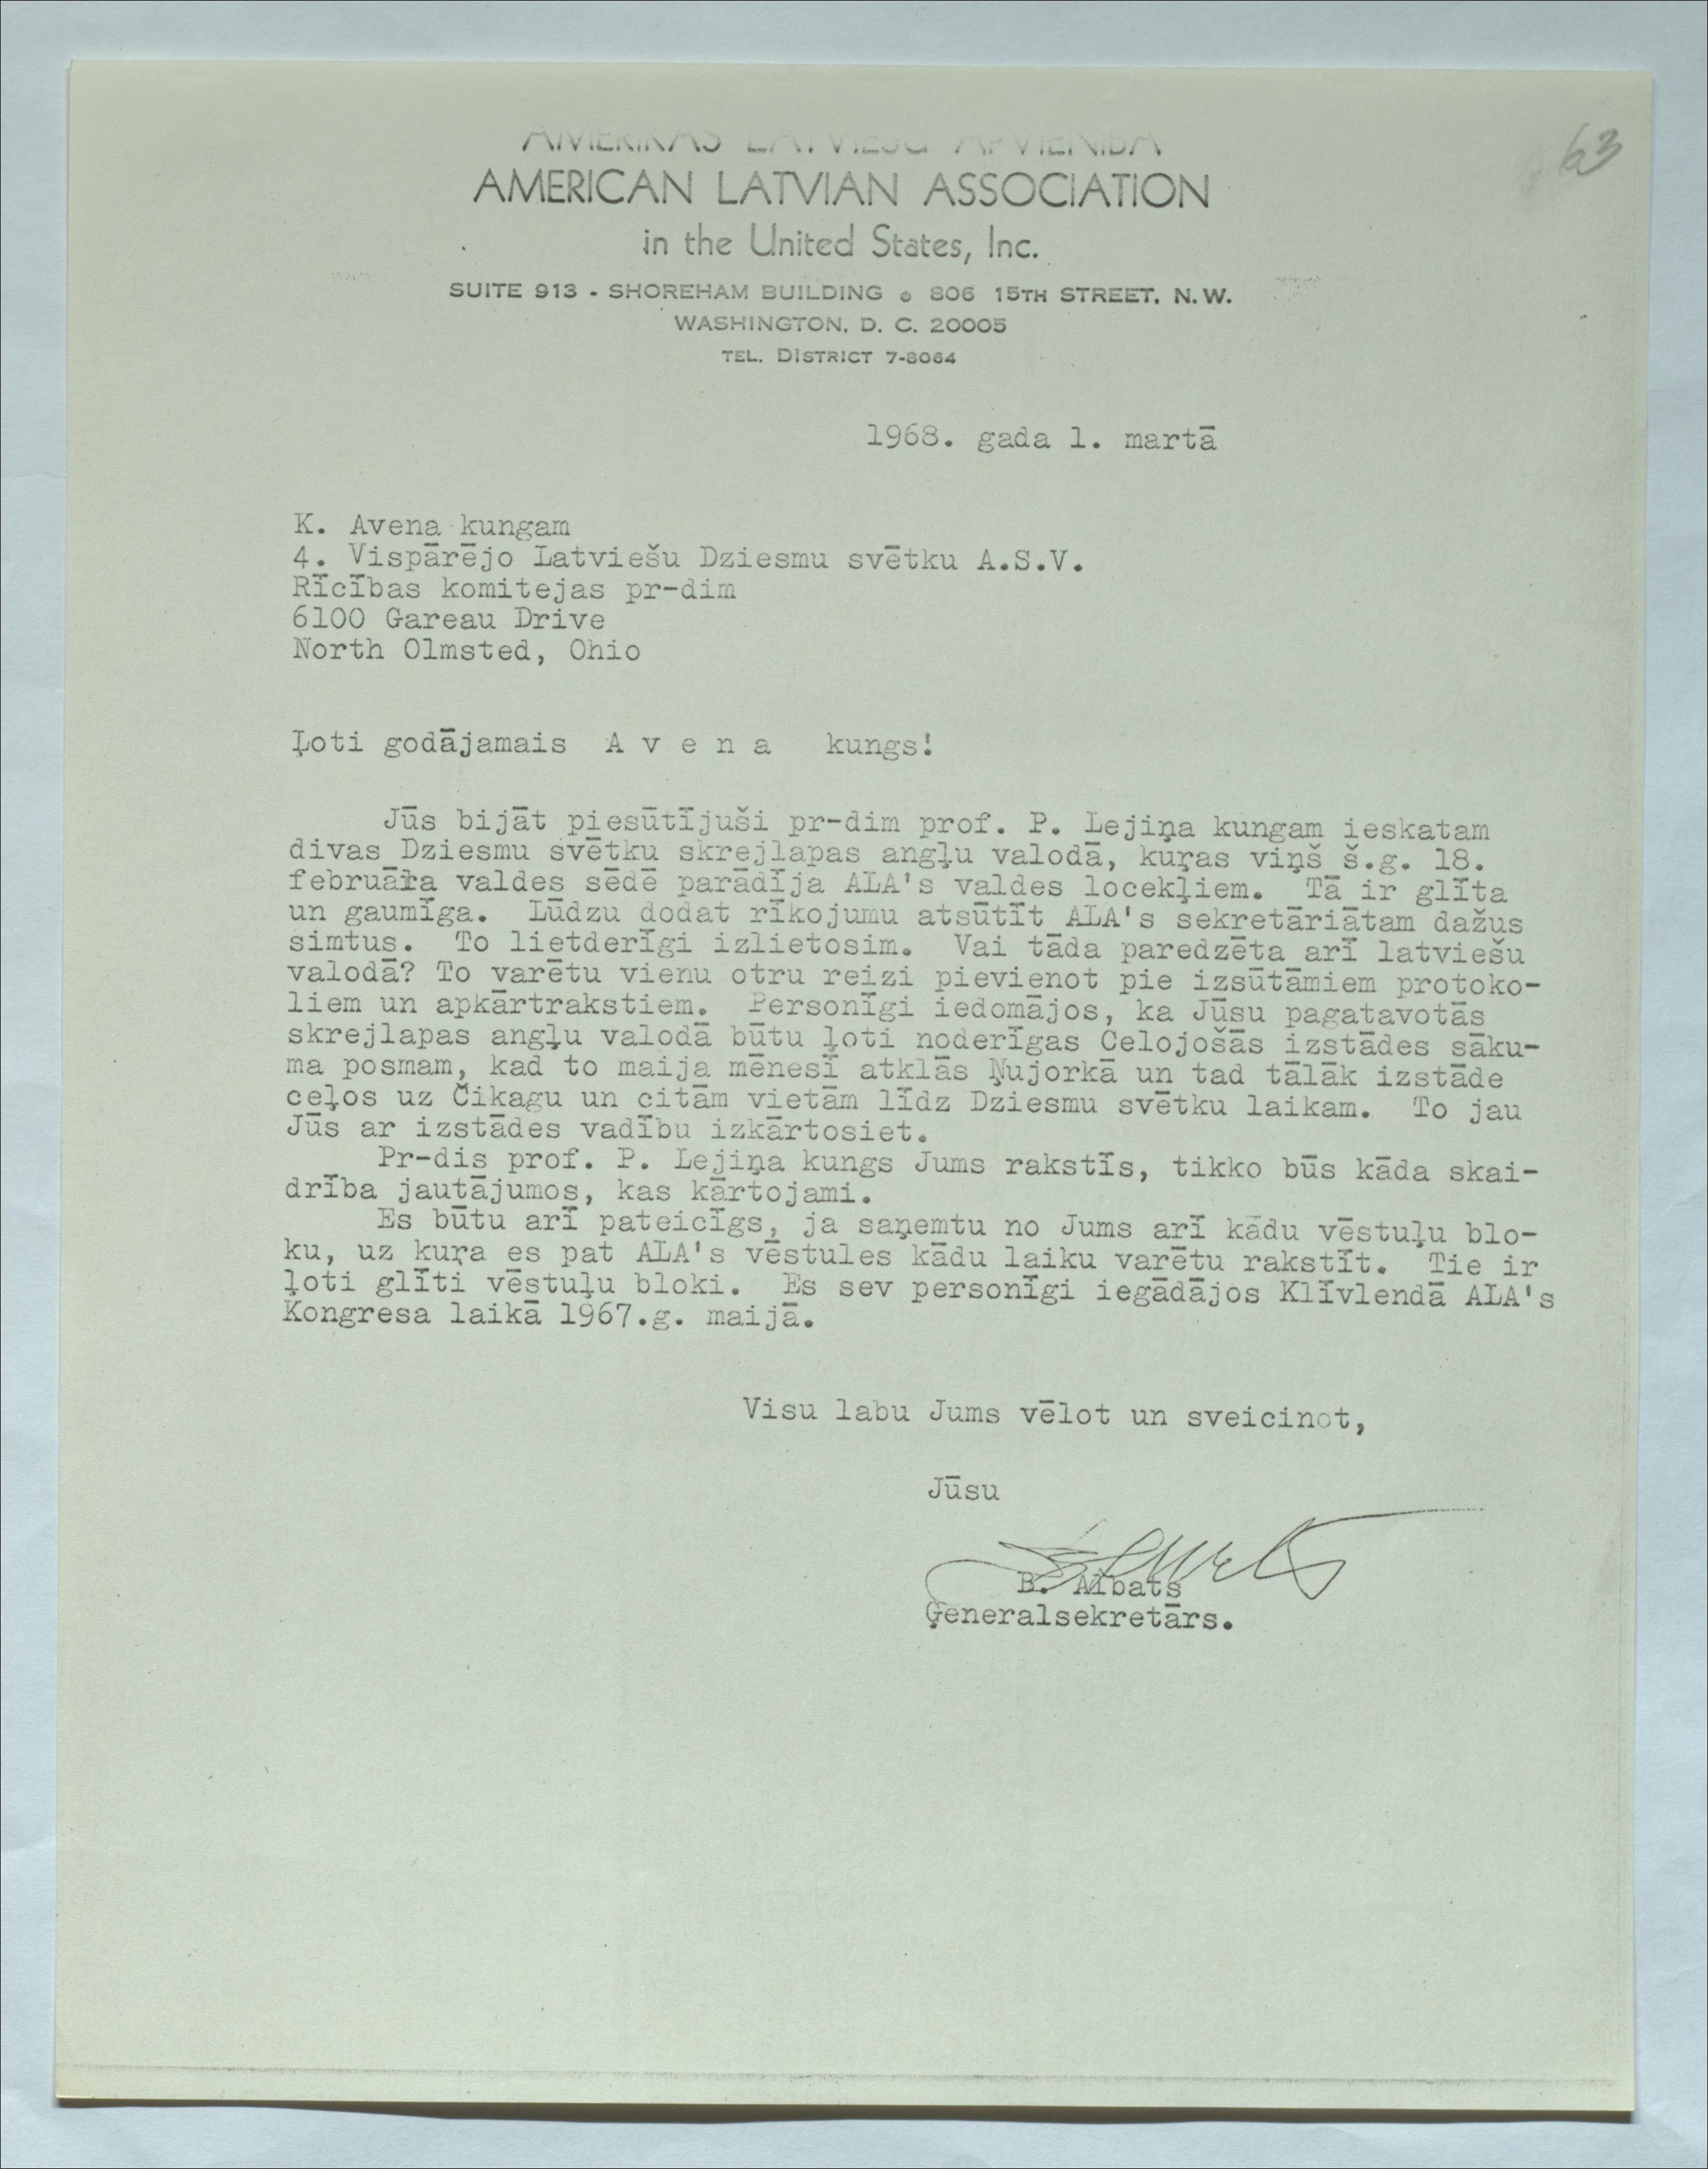 AMERIKAS LATVIEŠU APVIENĪBA
63
AMERICAN LATVIAN ASSOCIATION
in the United States, Inc.
SUITE 913 - SHOREHAM BUILDING • 806 15TH STREET, N.W.
WASHINGTON, D. C. 20005
TEL. DISTRICT 7-8064
1968. gada 1. martā
K. Avena kungam
4. Vispārējo Latviešu Dziesmu svētku A.S.V.
Rīcības komitejas pr-dim
6100 Gareau Drive
North Olmsted, Ohio
Ļoti godājamais A v e n a kungs!
Jūs bijāt piesūtījuši pr-dim prof. P. Lejiņa kungam ieskatam
divas Dziesmu svētku skrejlapas angļu valodā, kuŗas viņš š.g. 18.
februāra valdes sēdē parādīja ALA's valdes locekļiem. Tā ir glīta
un gaumīga. Lūdzu dodat rīkojumu atsūtīt ALA's sekretāriātam dažus
simtus. To lietderīgi izlietosim. Vai tāda paredzēta arī latviešu
valodā? To varētu vienu otru reizi pievienot pie izsūtāmiem protoko-
liem un apkārtrakstiem. Personīgi iedomājos, ka Jūsu pagatavotās
skrejlapas angļu valodā būtu ļoti noderīgas Ceļojošās izstādes sāku-
ma posmam, kad to maija mēnesī atklās Ņujorkā un tad tālāk izstāde
ceļos uz Čikagu un citām vietām līdz Dziesmu svētku laikam. To jau
Jūs ar izstādes vadību izkārtosiet.
Pr-dis prof. P. Lejiņa kungs Jums rakstīs, tikko būs kāda skai-
drība jautājumos, kas kārtojami.
Es būtu arī pateicīgs, ja saņemtu no Jums arī kādu vēstuļu blo-
ku, uz kuŗa es pat ALA's vēstules kādu laiku varētu rakstīt. Tie ir
ļoti glīti vēstuļu bloki. Es sev personīgi iegādājos Klīvlendā ALA's
Kongresa laikā 1967.g. maijā.
Visu labu Jums vēlot un sveicinot,
Jūsu
B. Albats
Ģeneralsekretārs.